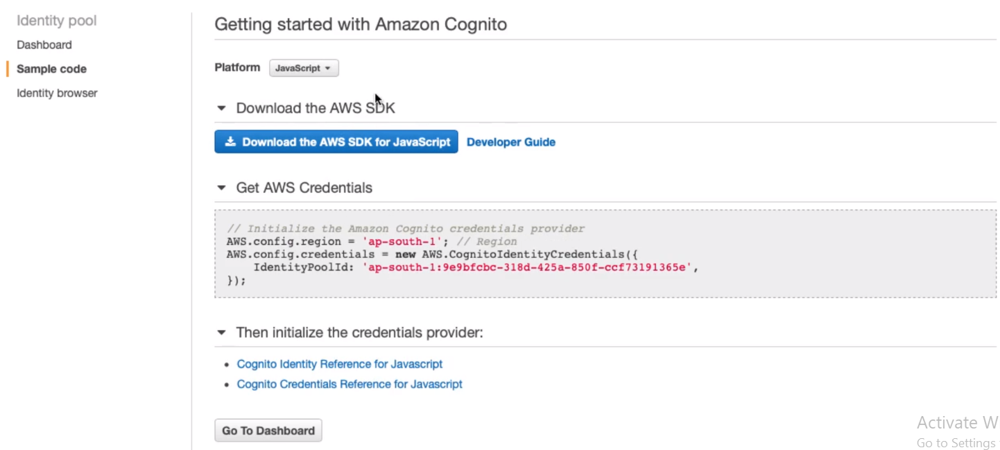 Identity pool
Dashboard
Sample code
Identity browser
Getting started with Amazon Cognito
Platform JavaScript
Download the AWS SDK
Download the AWS SDK for JavaScript Developer Guide
Get AWS Credentials
// Initialize the Amazon Cognito credentials provider
AWS.config.region = 'ap-south-1'; // Region
AWS.config.credentials = new AWS.CognitoIdentityCredentials({
    IdentityPoolId: 'ap-south-1:9e9bfcbc-318d-425a-850f-ccf73191365e',
});
Then initialize the credentials provider:
• Cognito Identity Reference for Javascript
• Cognito Credentials Reference for Javascript
Go To Dashboard
Activate W
Go to Settings